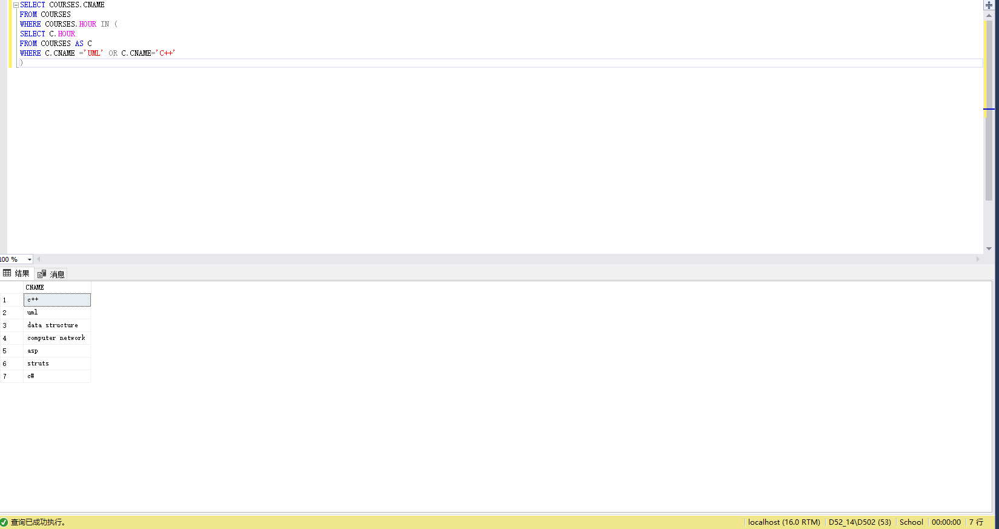 SELECT COURSES.CNAME
FROM COURSES
WHERE COURSES.HOUR IN (
SELECT C.HOUR
FROM COURSES AS C
WHERE C.CNAME ='UML' OR C.CNAME='C++'
)
100 %
结果 消息
CNAME
1 c++
2 uml
3 data structure
4 computer network
5 asp
6 struts
7 c#
查询已成功执行。 localhost (16.0 RTM) D52_14\D502 (53) School 00:00:00 7 行